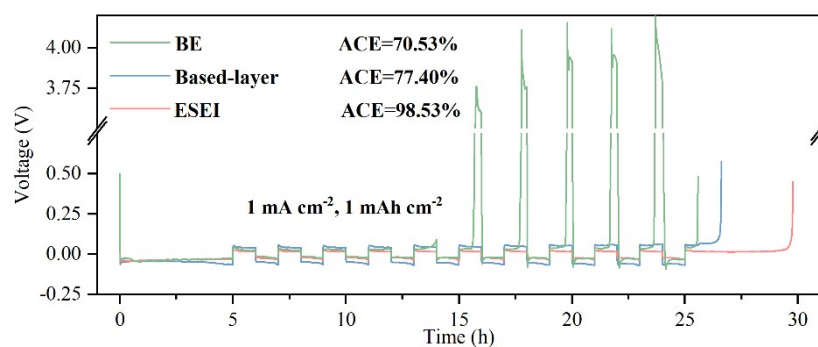 4.00
3.75
0.50
0.25
0.00
-0.25
Voltage (V)
BE ACE=70.53%
Based-layer ACE=77.40%
ESEI ACE=98.53%
1 mA cm⁻², 1 mAh cm⁻²
0 5 10 15 20 25 30
Time (h)